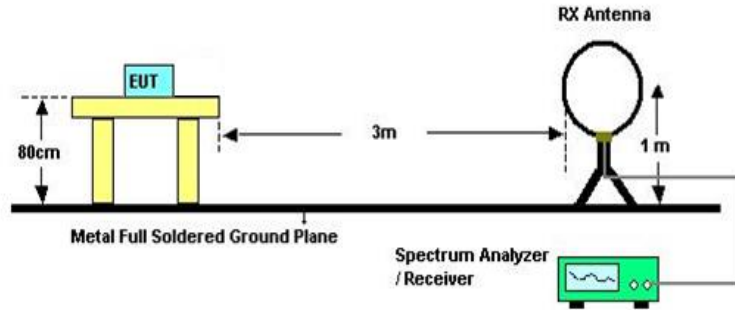 RX Antenna
EUT
80cm
3m
1 m
Metal Full Soldered Ground Plane
Spectrum Analyzer
/ Receiver